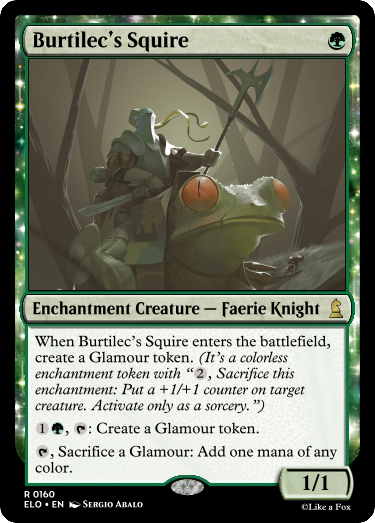 Burtilec's Squire
Enchantment Creature — Faerie Knight
When Burtilec's Squire enters the battlefield,
create a Glamour token. (It's a colorless
enchantment token with "2, Sacrifice this
enchantment: Put a +1/+1 counter on target
creature. Activate only as a sorcery.")
1, : Create a Glamour token.
, Sacrifice a Glamour: Add one mana of any
color.
1/1
R 0160
ELO • EN Sergio Abalo
©Like a Fox